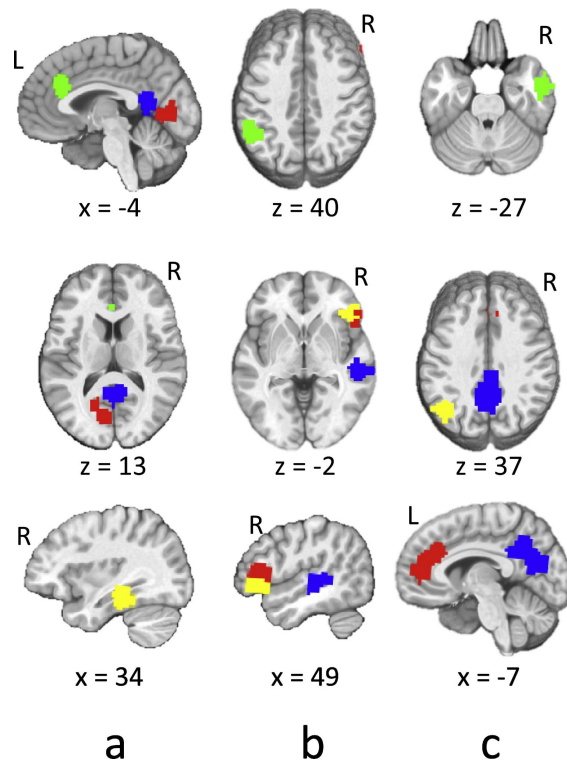 L R R
x = -4 z = 40 z = -27
R R R
z = 13 z = -2 z = 37
R R L
x = 34 x = 49 x = -7
a b c